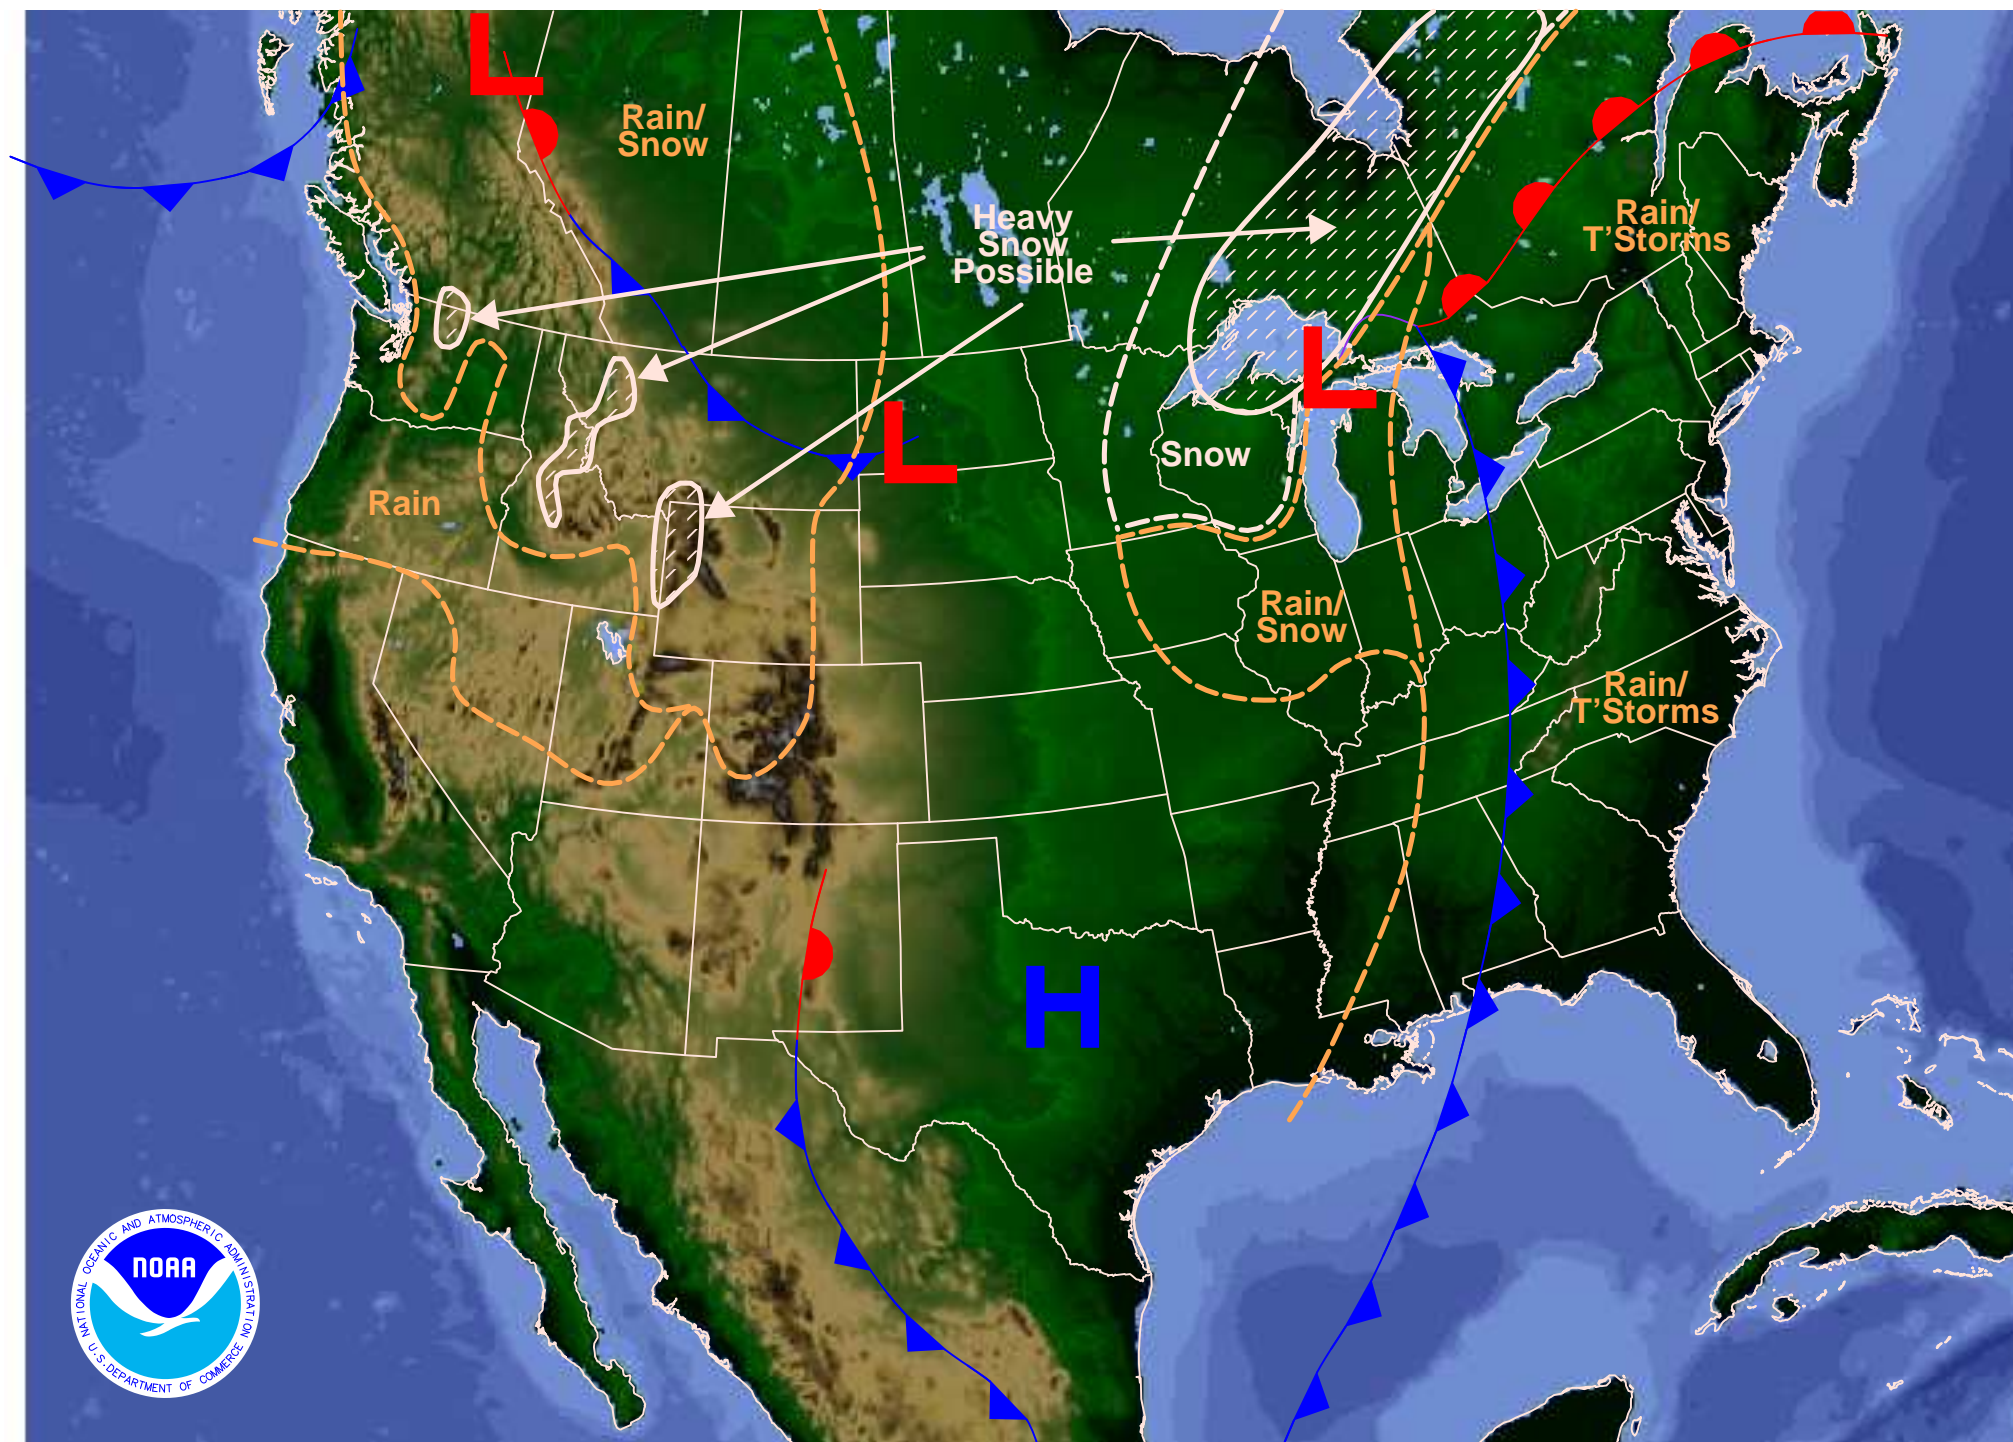 L
Rain/
Snow
Heavy
Snow
Possible
Rain/
T'Storms
L
L
Snow
Rain
Rain/
Snow
Rain/
T'Storms
H
NATIONAL OCEANIC AND ATMOSPHERIC ADMINISTRATION
NOAA
U.S. DEPARTMENT OF COMMERCE